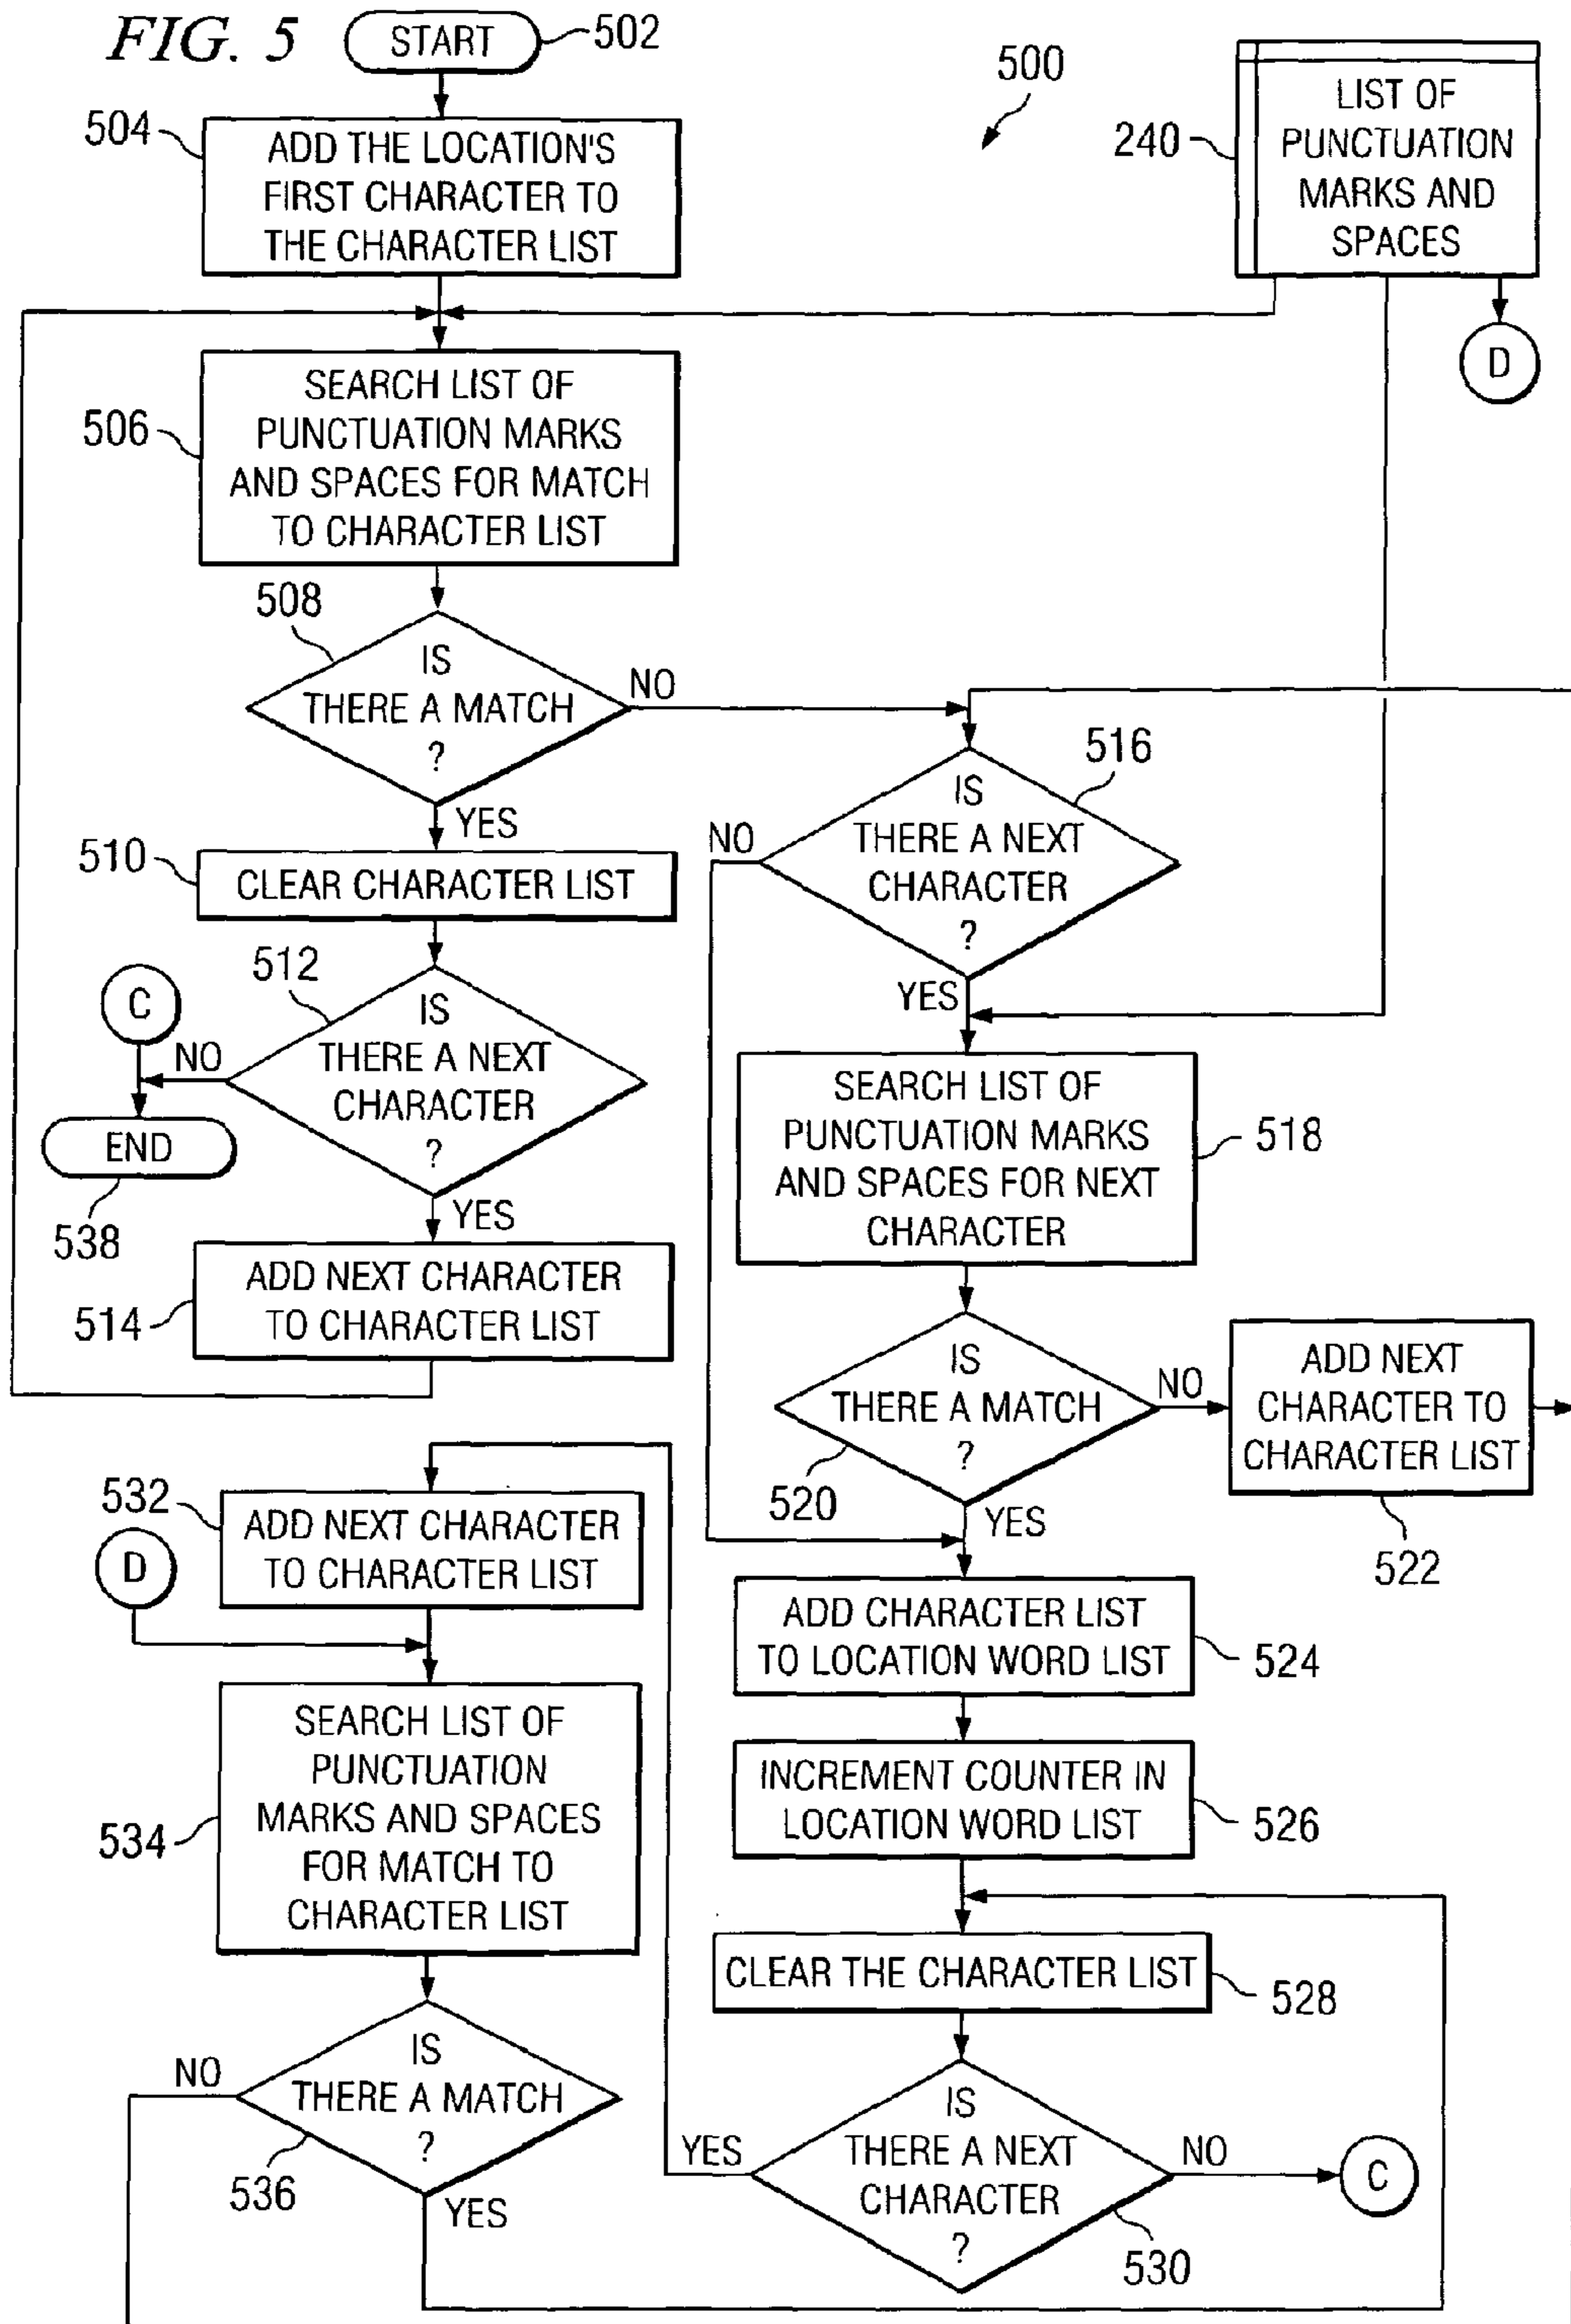 FIG. 5
START
502
500
504
ADD THE LOCATION'S
FIRST CHARACTER TO
THE CHARACTER LIST
240
LIST OF
PUNCTUATION
MARKS AND
SPACES
D
506
SEARCH LIST OF
PUNCTUATION MARKS
AND SPACES FOR MATCH
TO CHARACTER LIST
508
IS
THERE A MATCH
?
NO
YES
510
CLEAR CHARACTER LIST
512
IS
THERE A NEXT
CHARACTER
?
C
NO
END
538
YES
514
ADD NEXT CHARACTER
TO CHARACTER LIST
516
IS
THERE A NEXT
CHARACTER
?
NO
YES
SEARCH LIST OF
PUNCTUATION MARKS
AND SPACES FOR NEXT
CHARACTER
518
IS
THERE A MATCH
?
520
NO
YES
ADD NEXT
CHARACTER TO
CHARACTER LIST
522
ADD CHARACTER LIST
TO LOCATION WORD LIST
524
INCREMENT COUNTER IN
LOCATION WORD LIST
526
CLEAR THE CHARACTER LIST
528
IS
THERE A NEXT
CHARACTER
?
530
YES
NO
C
532
ADD NEXT CHARACTER
TO CHARACTER LIST
D
534
SEARCH LIST OF
PUNCTUATION
MARKS AND SPACES
FOR MATCH TO
CHARACTER LIST
NO
IS
THERE A MATCH
?
536
YES